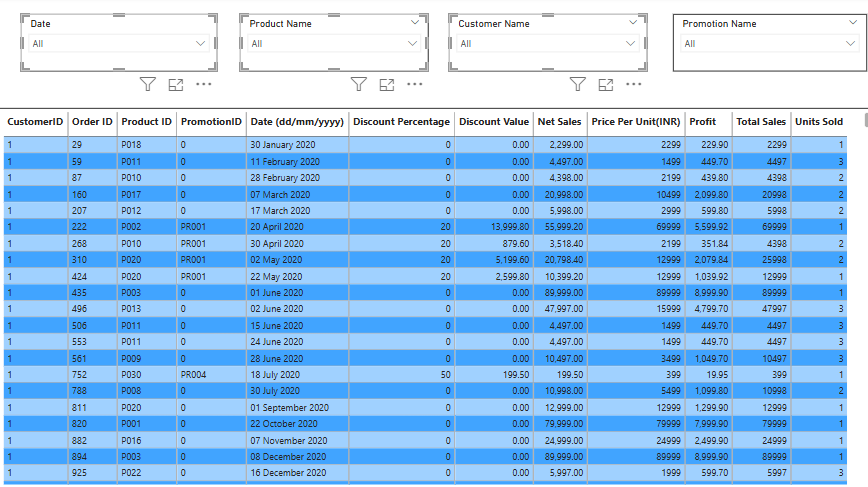 Date Product Name Customer Name Promotion Name
All All All All
CustomerID Order ID Product ID PromotionID Date (dd/mm/yyyy) Discount Percentage Discount Value Net Sales Price Per Unit(INR) Profit Total Sales Units Sold
1 29 P018 0 30 January 2020 0 0.00 2,299.00 2299 229.90 2299 1
1 59 P011 0 11 February 2020 0 0.00 4,497.00 1499 449.70 4497 3
1 87 P010 0 28 February 2020 0 0.00 4,398.00 2199 439.80 4398 2
1 160 P017 0 07 March 2020 0 0.00 20,998.00 10499 2,099.80 20998 2
1 207 P012 0 17 March 2020 0 0.00 5,998.00 2999 599.80 5998 2
1 222 P002 PR001 20 April 2020 20 13,999.80 55,999.20 69999 5,599.92 69999 1
1 268 P010 PR001 30 April 2020 20 879.60 3,518.40 2199 351.84 4398 2
1 310 P020 PR001 02 May 2020 20 5,199.60 20,798.40 12999 2,079.84 25998 2
1 424 P020 PR001 22 May 2020 20 2,599.80 10,399.20 12999 1,039.92 12999 1
1 435 P003 0 01 June 2020 0 0.00 89,999.00 89999 8,999.90 89999 1
1 496 P013 0 02 June 2020 0 0.00 47,997.00 15999 4,799.70 47997 3
1 506 P011 0 15 June 2020 0 0.00 4,497.00 1499 449.70 4497 3
1 553 P011 0 24 June 2020 0 0.00 4,497.00 1499 449.70 4497 3
1 561 P009 0 28 June 2020 0 0.00 10,497.00 3499 1,049.70 10497 3
1 752 P030 PR004 18 July 2020 50 199.50 199.50 399 19.95 399 1
1 788 P008 0 30 July 2020 0 0.00 10,998.00 5499 1,099.80 10998 2
1 811 P020 0 01 September 2020 0 0.00 12,999.00 12999 1,299.90 12999 1
1 820 P001 0 22 October 2020 0 0.00 79,999.00 79999 7,999.90 79999 1
1 882 P016 0 07 November 2020 0 0.00 24,999.00 24999 2,499.90 24999 1
1 894 P003 0 08 December 2020 0 0.00 89,999.00 89999 8,999.90 89999 1
1 925 P022 0 16 December 2020 0 0.00 5,997.00 1999 599.70 5997 3